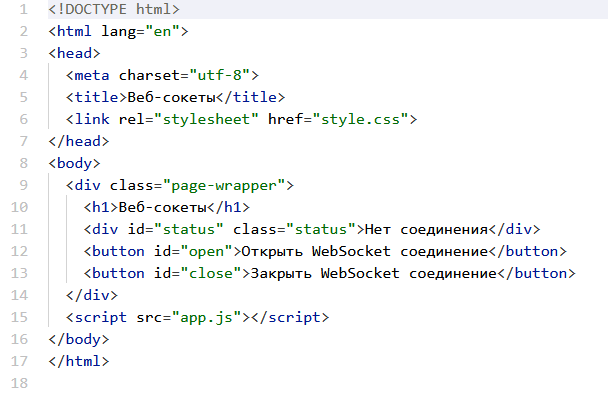 1 <!DOCTYPE html>
2 <html lang="en">
3 <head>
4   <meta charset="utf-8">
5   <title>Веб-сокеты</title>
6   <link rel="stylesheet" href="style.css">
7 </head>
8 <body>
9   <div class="page-wrapper">
10     <h1>Веб-сокеты</h1>
11     <div id="status" class="status">Нет соединения</div>
12     <button id="open">Открыть WebSocket соединение</button>
13     <button id="close">Закрыть WebSocket соединение</button>
14   </div>
15   <script src="app.js"></script>
16 </body>
17 </html>
18